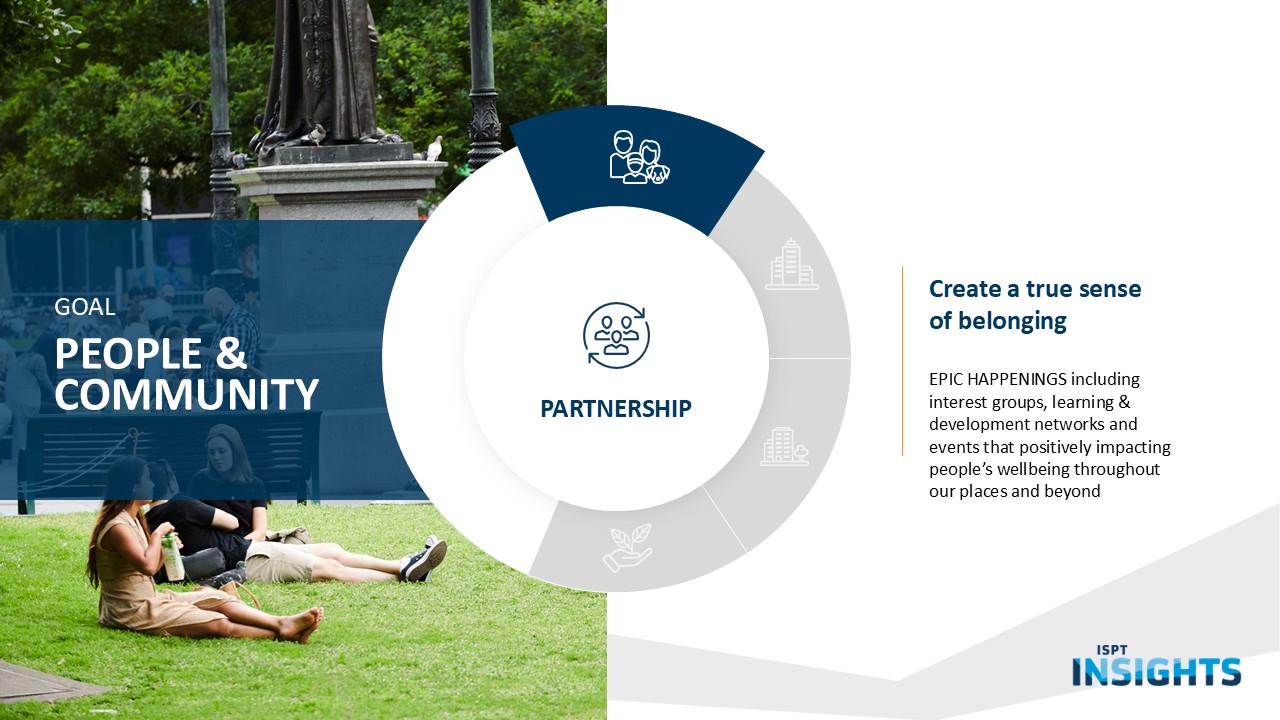 GOAL
PEOPLE &
COMMUNITY
PARTNERSHIP
Create a true sense
of belonging
EPIC HAPPENINGS including
interest groups, learning &
development networks and
events that positively impacting
people’s wellbeing throughout
our places and beyond
ISPT
INSIGHTS